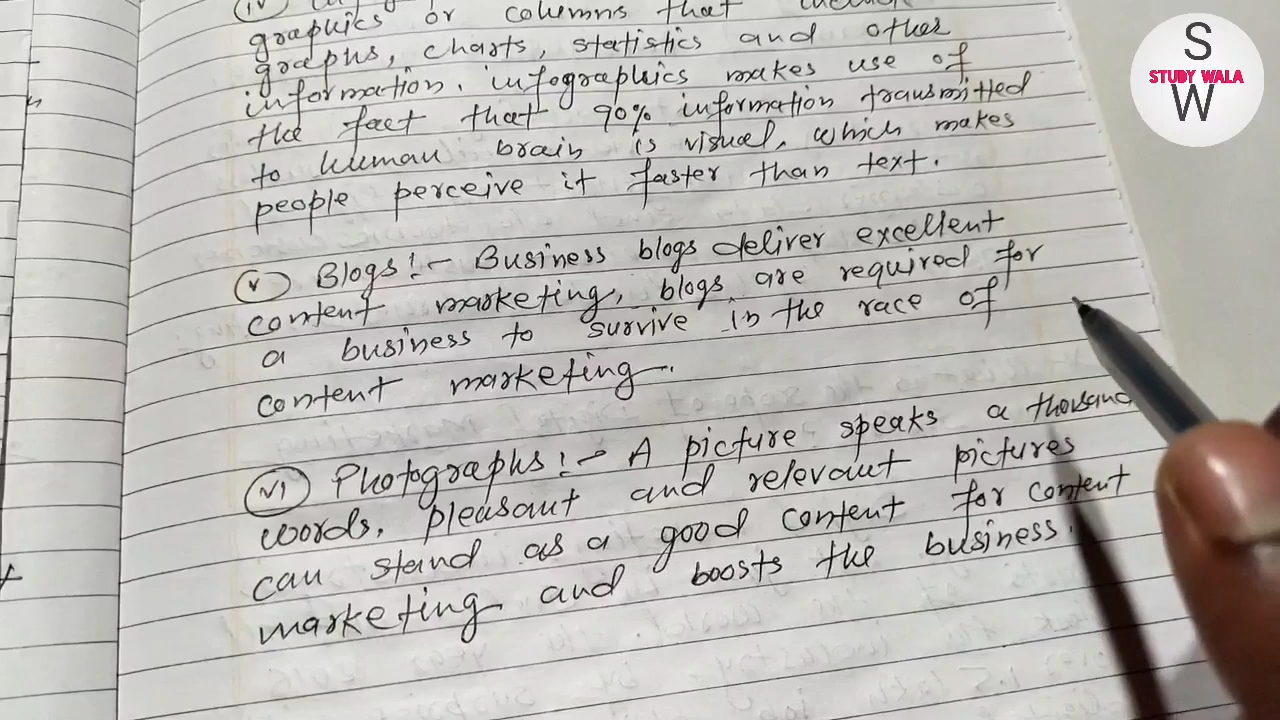 (iv)
graphics or columns that
graphs, charts, statistics and other
information. infographics makes use of
the fact that 90% information transmitted
to human brain is visual, which makes
people perceive it faster than text.
(v) Blogs:- Business blogs deliver excellent
content marketing, blogs are required for
a business to survive in the race of
content marketing.
(vi) Photographs:- A picture speaks a thousand
words. pleasant and relevant pictures
can stand as a good content for content
marketing and boosts the business.
S
STUDY WALA
W